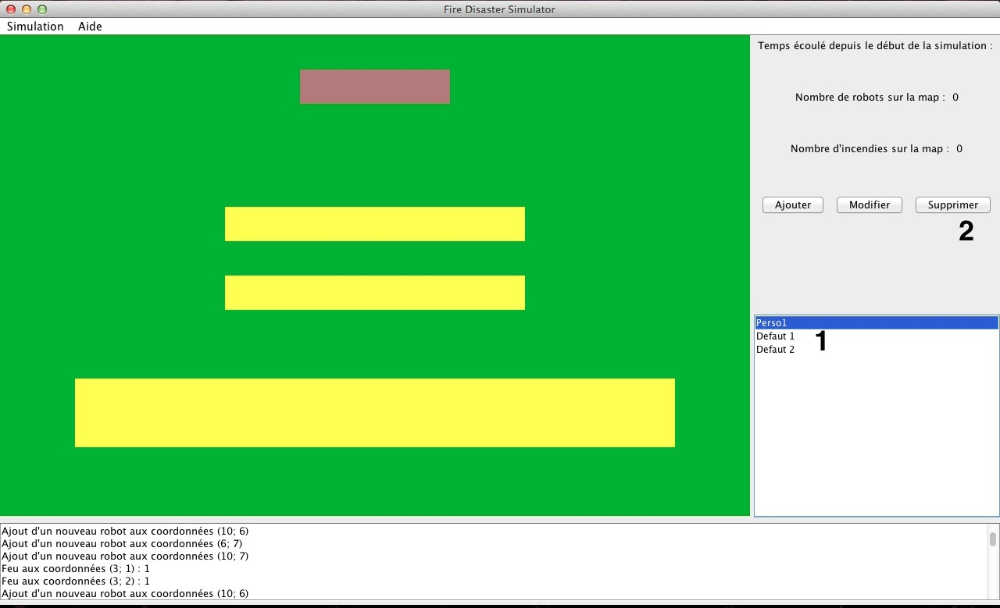 Fire Disaster Simulator
Simulation Aide
Temps écoulé depuis le début de la simulation :
Nombre de robots sur la map : 0
Nombre d'incendies sur la map : 0
Ajouter Modifier Supprimer
2
Perso1
Defaut 1
1
Defaut 2
Ajout d'un nouveau robot aux coordonnées (10; 6)
Ajout d'un nouveau robot aux coordonnées (6; 7)
Ajout d'un nouveau robot aux coordonnées (10; 7)
Feu aux coordonnées (3; 1) : 1
Feu aux coordonnées (3; 2) : 1
Ajout d'un nouveau robot aux coordonnées (10; 6)